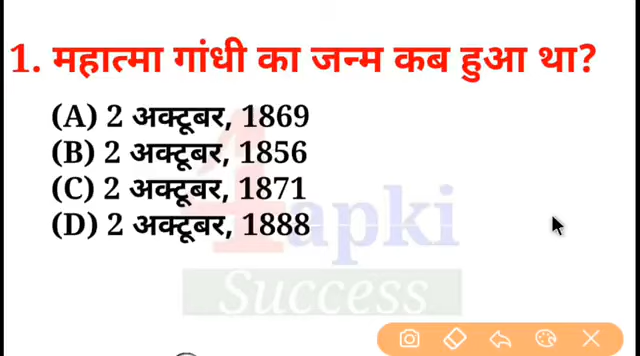 1. महात्मा गांधी का जन्म कब हुआ था?
(A) 2 अक्टूबर, 1869
(B) 2 अक्टूबर, 1856
(C) 2 अक्टूबर, 1871
(D) 2 अक्टूबर, 1888
4apki
Success